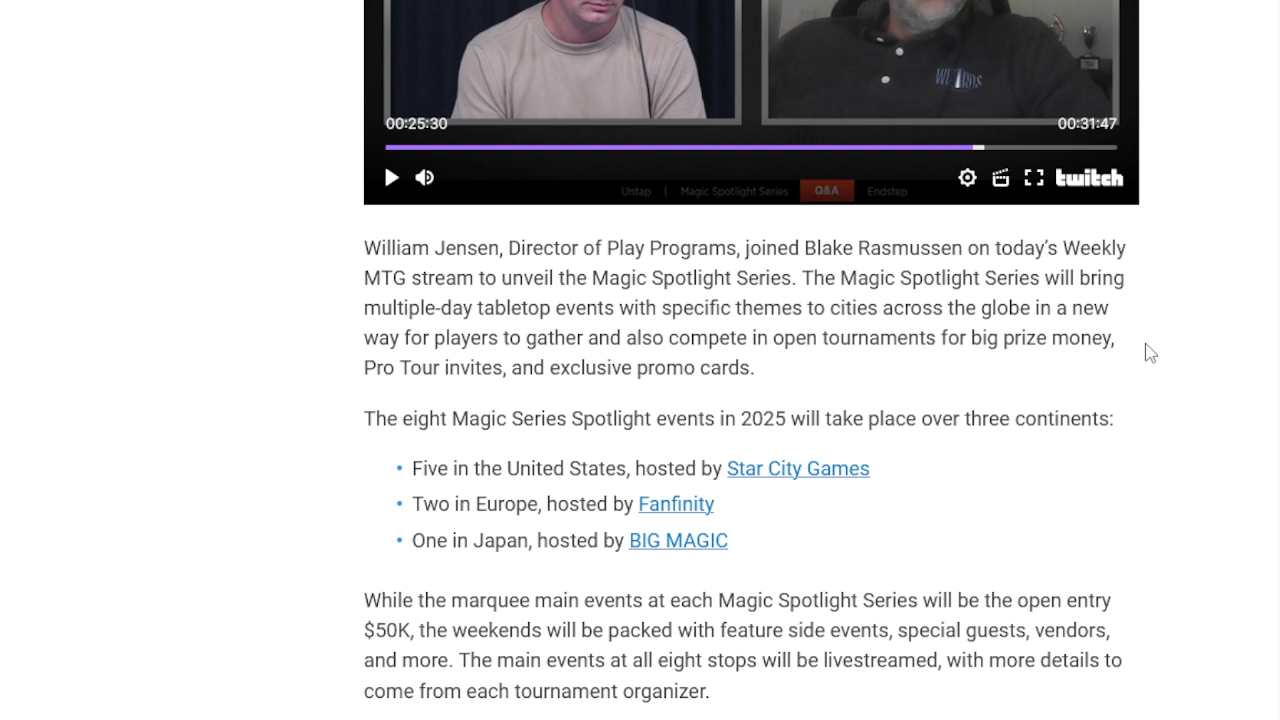 WIZARDS
00:25:30
00:31:47
twitch
Untap | Magic Spotlight Series Q&A Endstep
William Jensen, Director of Play Programs, joined Blake Rasmussen on today's Weekly
MTG stream to unveil the Magic Spotlight Series. The Magic Spotlight Series will bring
multiple-day tabletop events with specific themes to cities across the globe in a new
way for players to gather and also compete in open tournaments for big prize money,
Pro Tour invites, and exclusive promo cards.
The eight Magic Series Spotlight events in 2025 will take place over three continents:
• Five in the United States, hosted by Star City Games
• Two in Europe, hosted by Fanfinity
• One in Japan, hosted by BIG MAGIC
While the marquee main events at each Magic Spotlight Series will be the open entry
$50K, the weekends will be packed with feature side events, special guests, vendors,
and more. The main events at all eight stops will be livestreamed, with more details to
come from each tournament organizer.